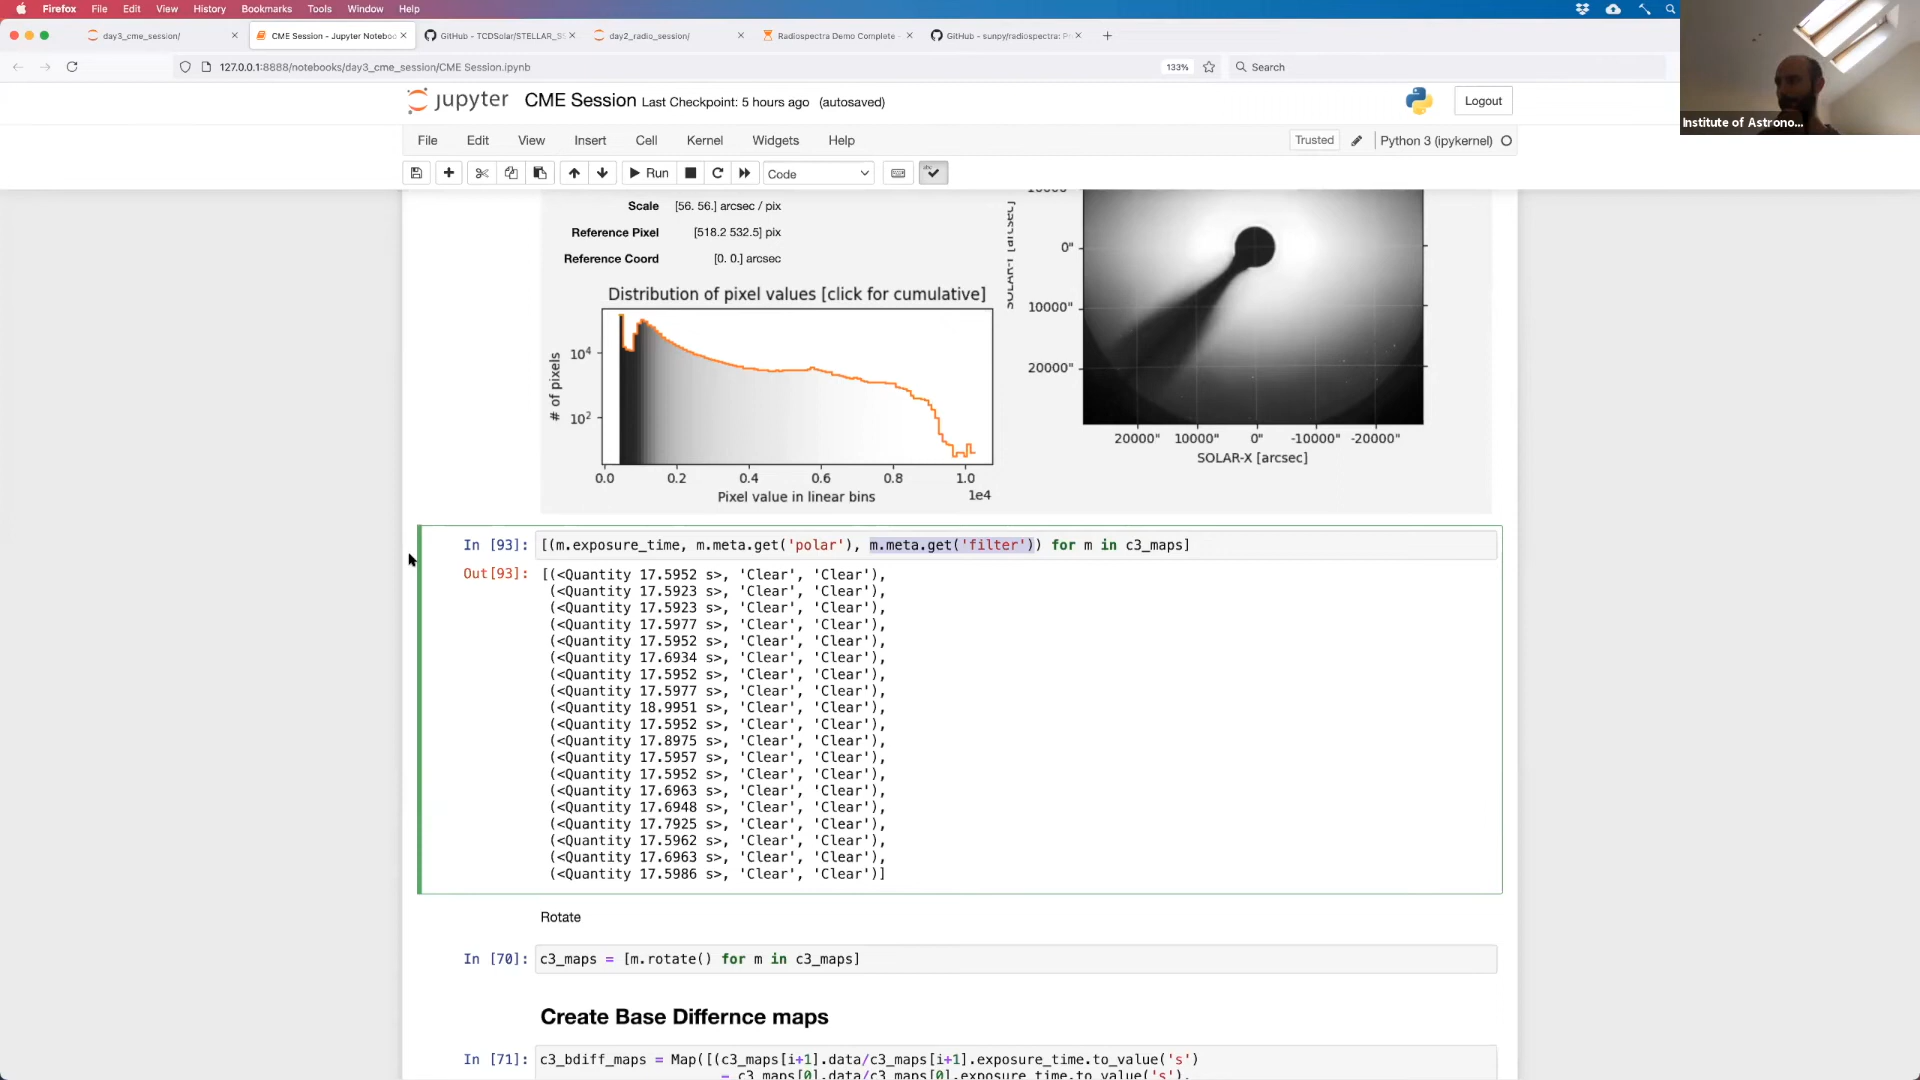 Firefox File Edit View History Bookmarks Tools Window Help
day3_cme_session/ CME Session - Jupyter Noteboo GitHub - TCDSolar/STELLAR_S day2_radio_session/ Radiospectra Demo Complete - GitHub - sunpy/radiospectra: P
127.0.0.1:8888/notebooks/day3_cme_session/CME Session.ipynb 133% Search
jupyter CME Session Last Checkpoint: 5 hours ago (autosaved) Logout
Institute of Astrono...
File Edit View Insert Cell Kernel Widgets Help Trusted Python 3 (ipykernel)
Run Code
Scale [56. 56.] arcsec / pix
Reference Pixel [518.2 532.5] pix
Reference Coord [0. 0.] arcsec
Distribution of pixel values [click for cumulative]
# of pixels
10⁴
10²
0.0 0.2 0.4 0.6 0.8 1.0
1e4
Pixel value in linear bins
SOLAR-Y [arcsec]
10000"
0"
10000"
20000"
20000" 10000" 0" -10000" -20000"
SOLAR-X [arcsec]
In [93]: [(m.exposure_time, m.meta.get('polar'), m.meta.get('filter')) for m in c3_maps]
Out[93]: [(<Quantity 17.5952 s>, 'Clear', 'Clear'),
(<Quantity 17.5923 s>, 'Clear', 'Clear'),
(<Quantity 17.5923 s>, 'Clear', 'Clear'),
(<Quantity 17.5977 s>, 'Clear', 'Clear'),
(<Quantity 17.5952 s>, 'Clear', 'Clear'),
(<Quantity 17.6934 s>, 'Clear', 'Clear'),
(<Quantity 17.5952 s>, 'Clear', 'Clear'),
(<Quantity 17.5977 s>, 'Clear', 'Clear'),
(<Quantity 18.9951 s>, 'Clear', 'Clear'),
(<Quantity 17.5952 s>, 'Clear', 'Clear'),
(<Quantity 17.8975 s>, 'Clear', 'Clear'),
(<Quantity 17.5957 s>, 'Clear', 'Clear'),
(<Quantity 17.5952 s>, 'Clear', 'Clear'),
(<Quantity 17.6963 s>, 'Clear', 'Clear'),
(<Quantity 17.6948 s>, 'Clear', 'Clear'),
(<Quantity 17.7925 s>, 'Clear', 'Clear'),
(<Quantity 17.5962 s>, 'Clear', 'Clear'),
(<Quantity 17.6963 s>, 'Clear', 'Clear'),
(<Quantity 17.5986 s>, 'Clear', 'Clear')]
Rotate
In [70]: c3_maps = [m.rotate() for m in c3_maps]
Create Base Differnce maps
In [71]: c3_bdiff_maps = Map([(c3_maps[i+1].data/c3_maps[i+1].exposure_time.to_value('s')
- c3_maps[0].data/c3_maps[0].exposure_time.to_value('s'),